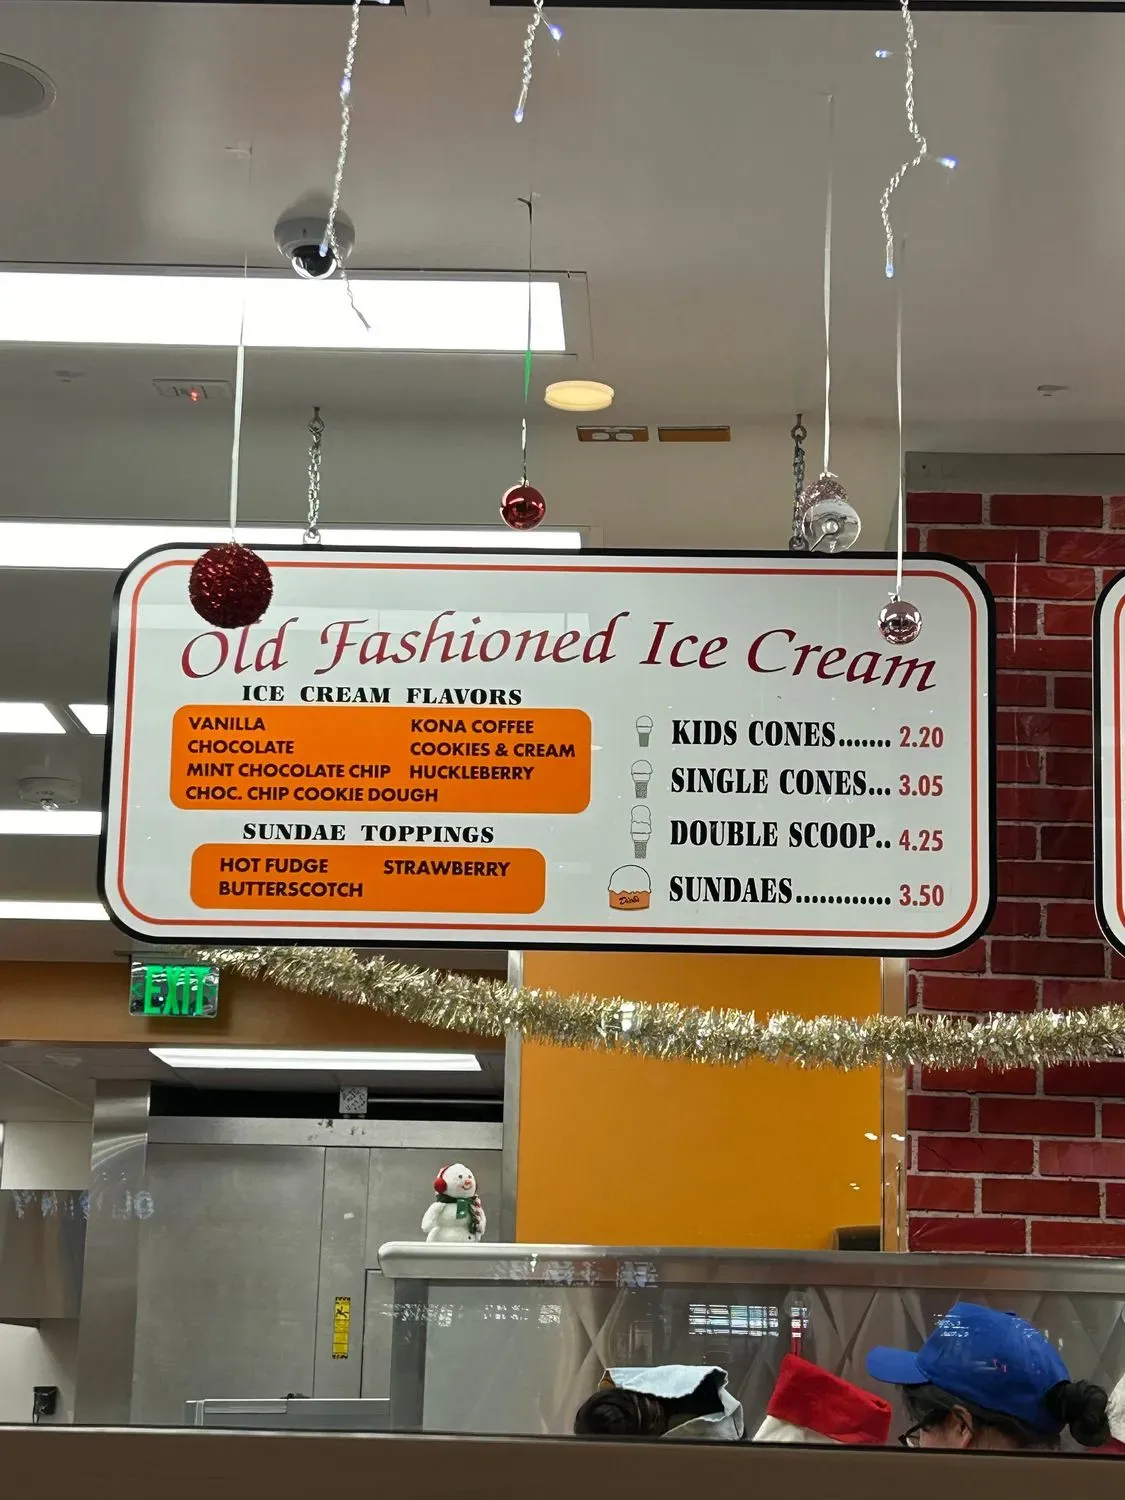 Old Fashioned Ice Cream
ICE CREAM FLAVORS
VANILLA
CHOCOLATE
MINT CHOCOLATE CHIP
CHOC. CHIP COOKIE DOUGH
KONA COFFEE
COOKIES & CREAM
HUCKLEBERRY
SUNDAE TOPPINGS
HOT FUDGE
BUTTERSCOTCH
STRAWBERRY
KIDS CONES....... 2.20
SINGLE CONES... 3.05
DOUBLE SCOOP.. 4.25
Dick's
SUNDAES............ 3.50
EXIT